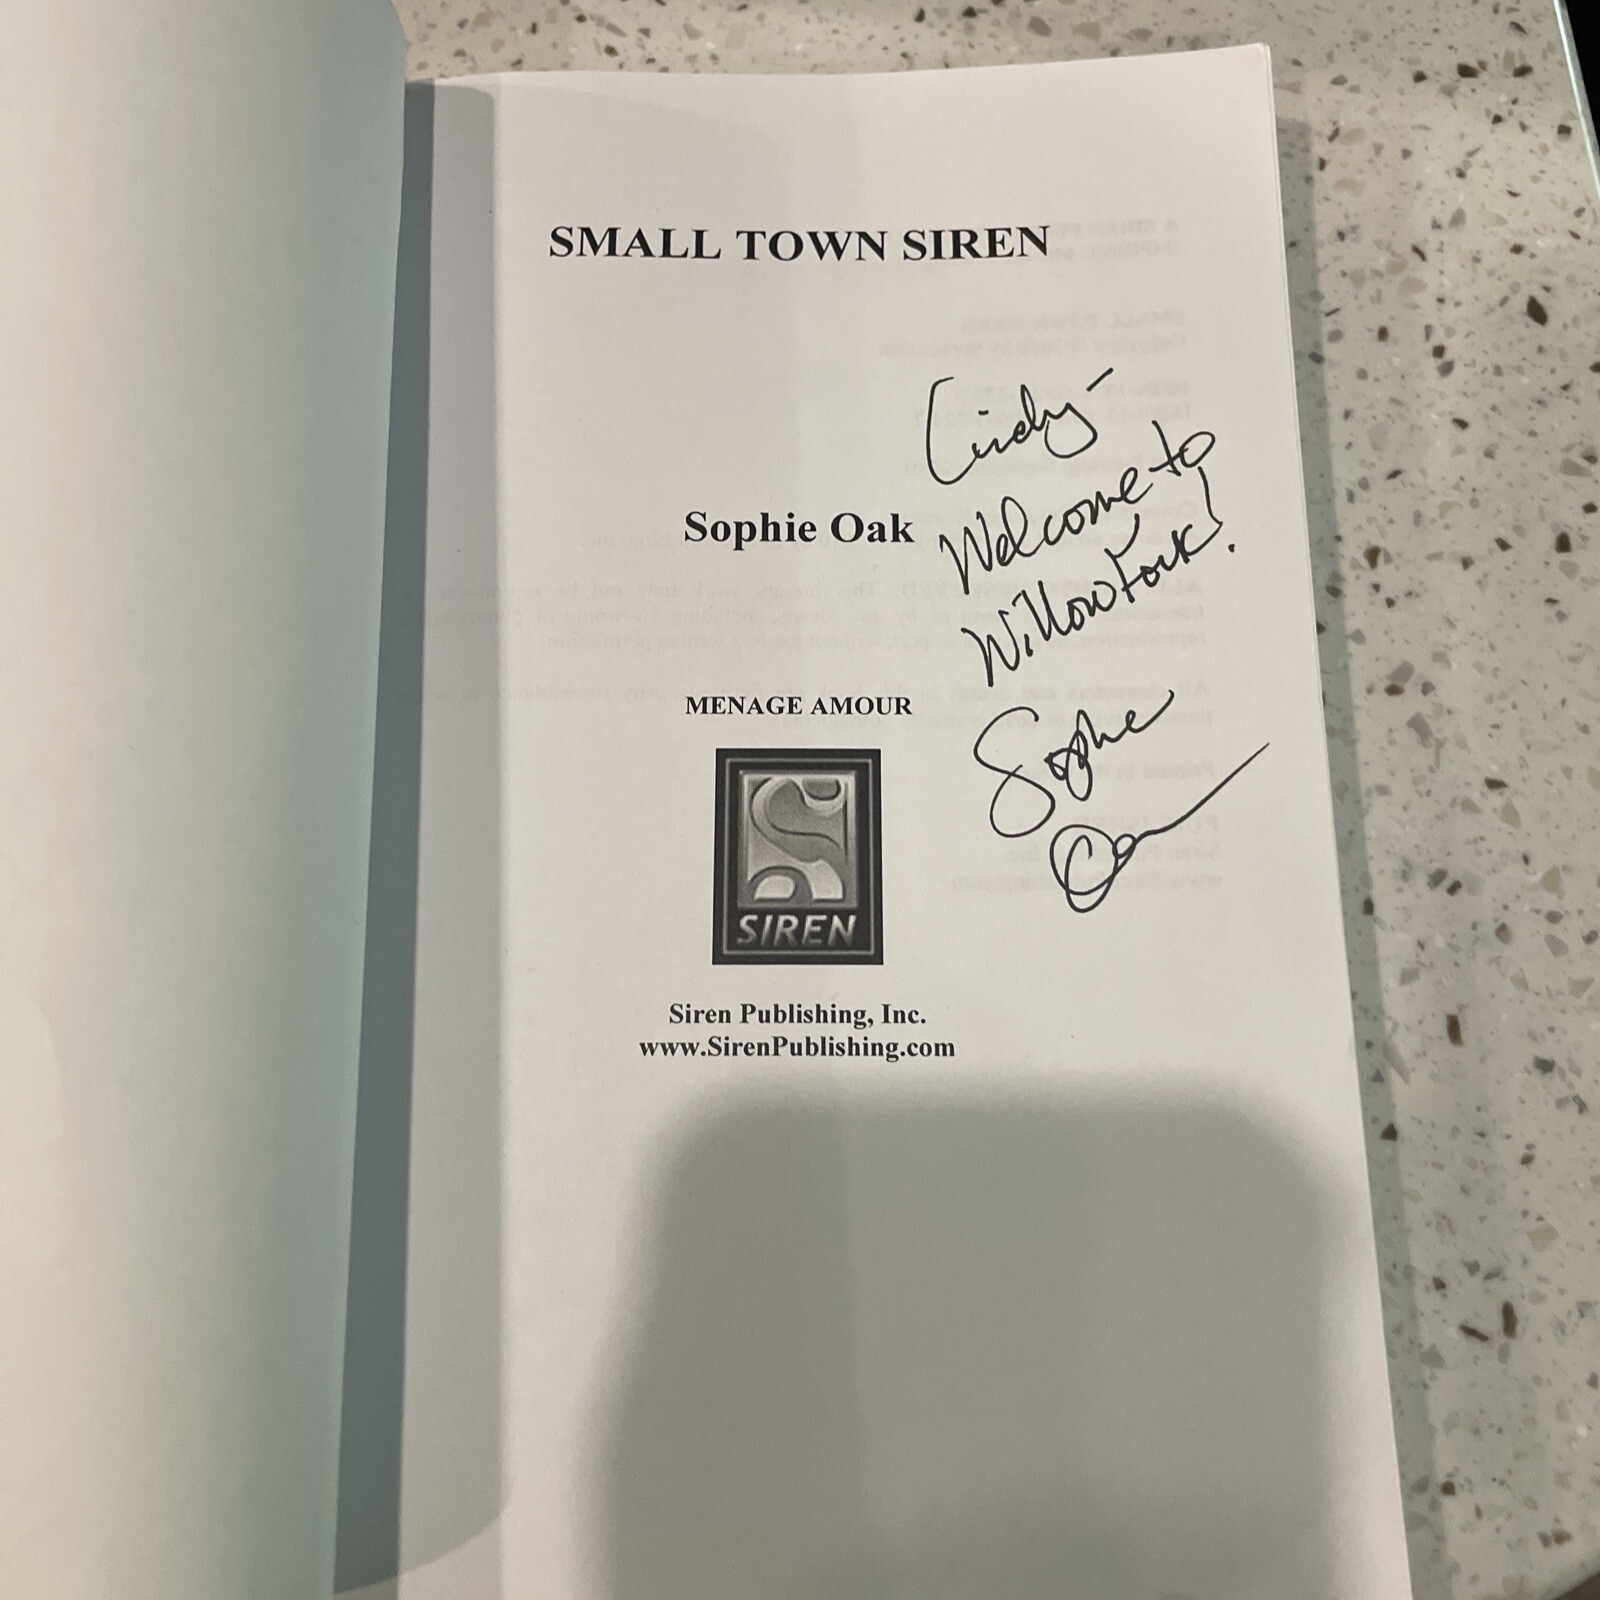 SMALL TOWN SIREN
Cindy-
Welcome to
Willow Fork!
Sophie
Oak
Sophie Oak
MENAGE AMOUR
SIREN
Siren Publishing, Inc.
www.SirenPublishing.com